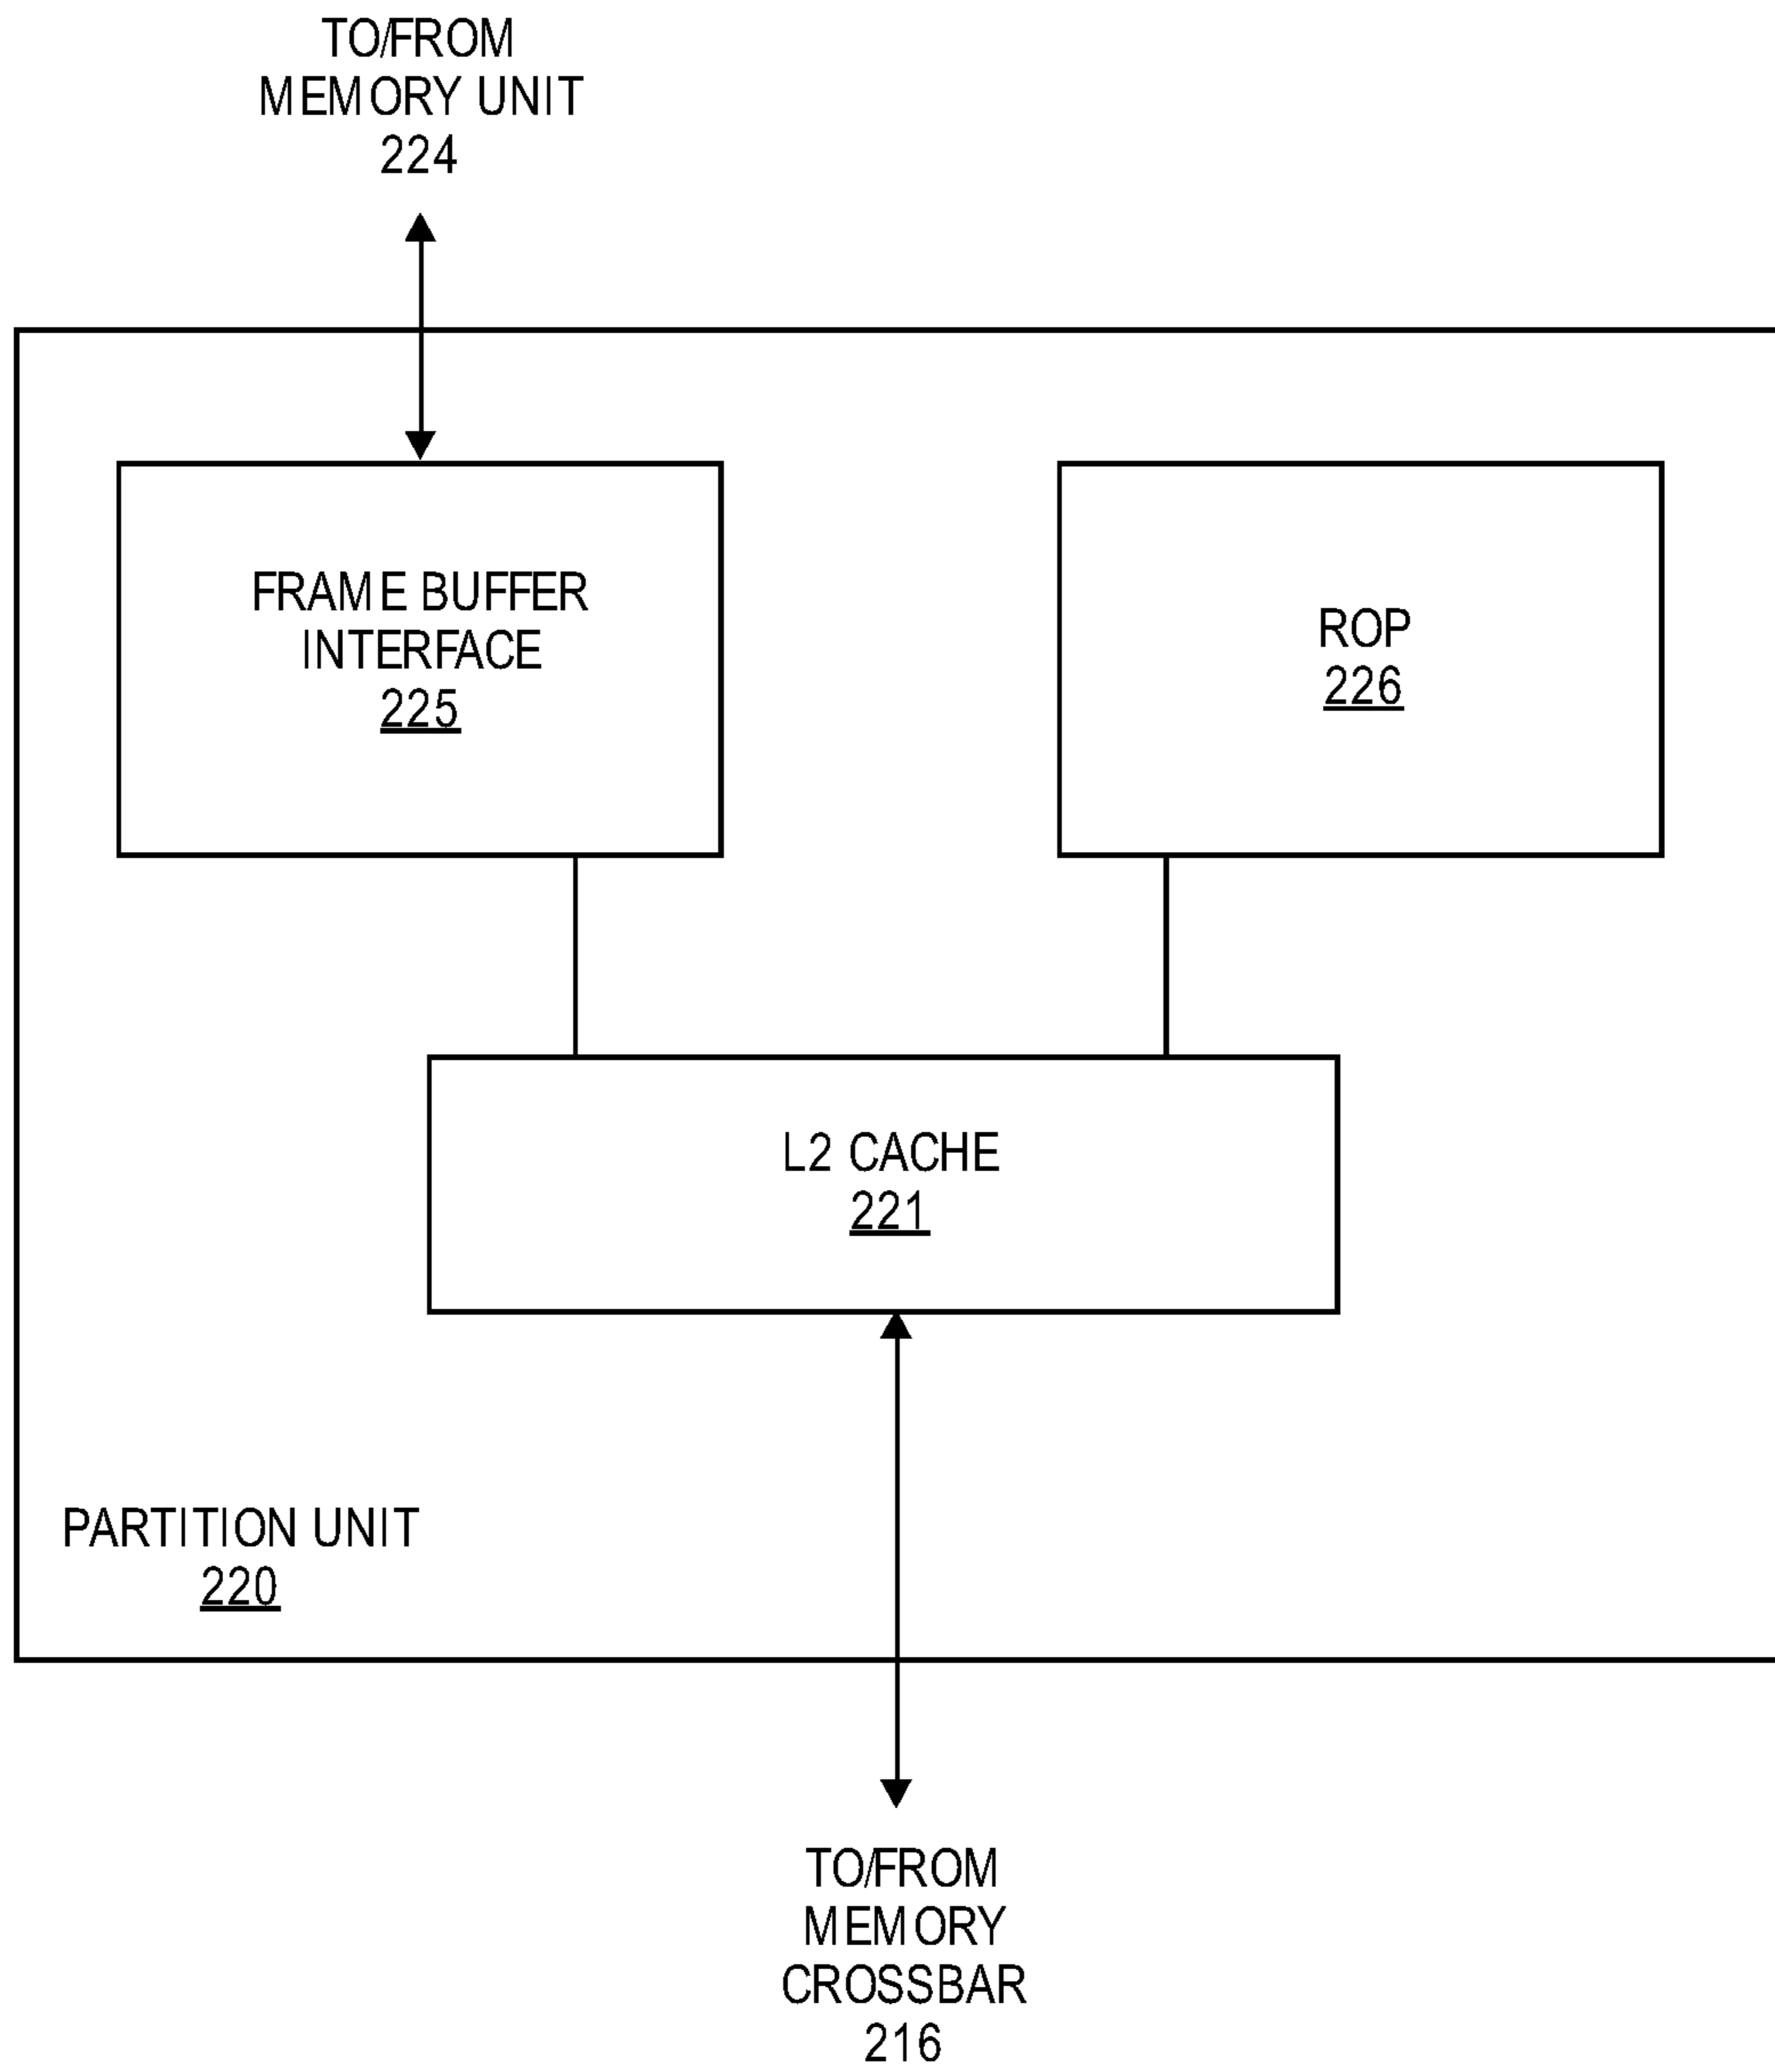 TO/FROM
MEMORY UNIT
224
FRAME BUFFER
INTERFACE
225
ROP
226
L2 CACHE
221
PARTITION UNIT
220
TO/FROM
MEMORY
CROSSBAR
216